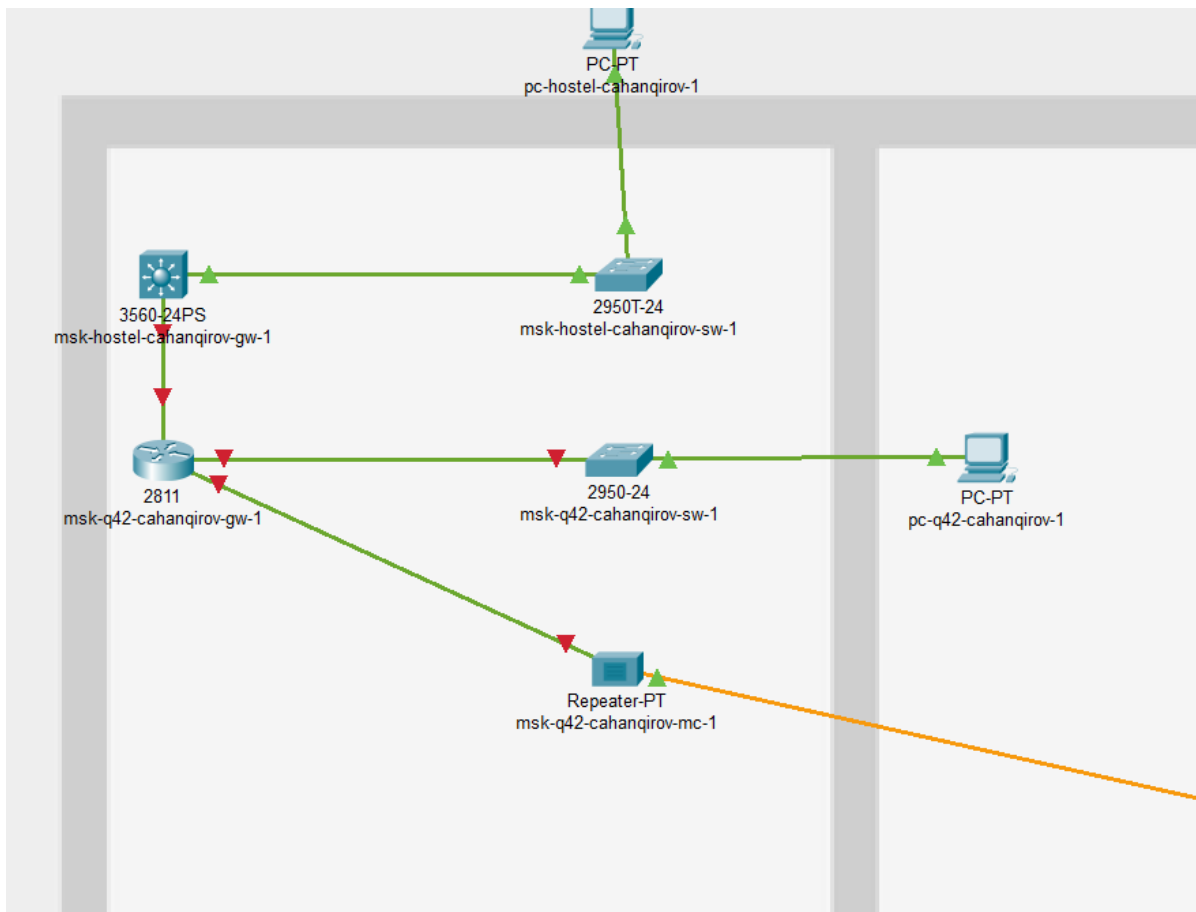 PC-PT
pc-hostel-cahanqirov-1
3560-24PS
msk-hostel-cahanqirov-gw-1
2950T-24
msk-hostel-cahanqirov-sw-1
2811
msk-q42-cahanqirov-gw-1
2950-24
msk-q42-cahanqirov-sw-1
PC-PT
pc-q42-cahanqirov-1
Repeater-PT
msk-q42-cahanqirov-mc-1